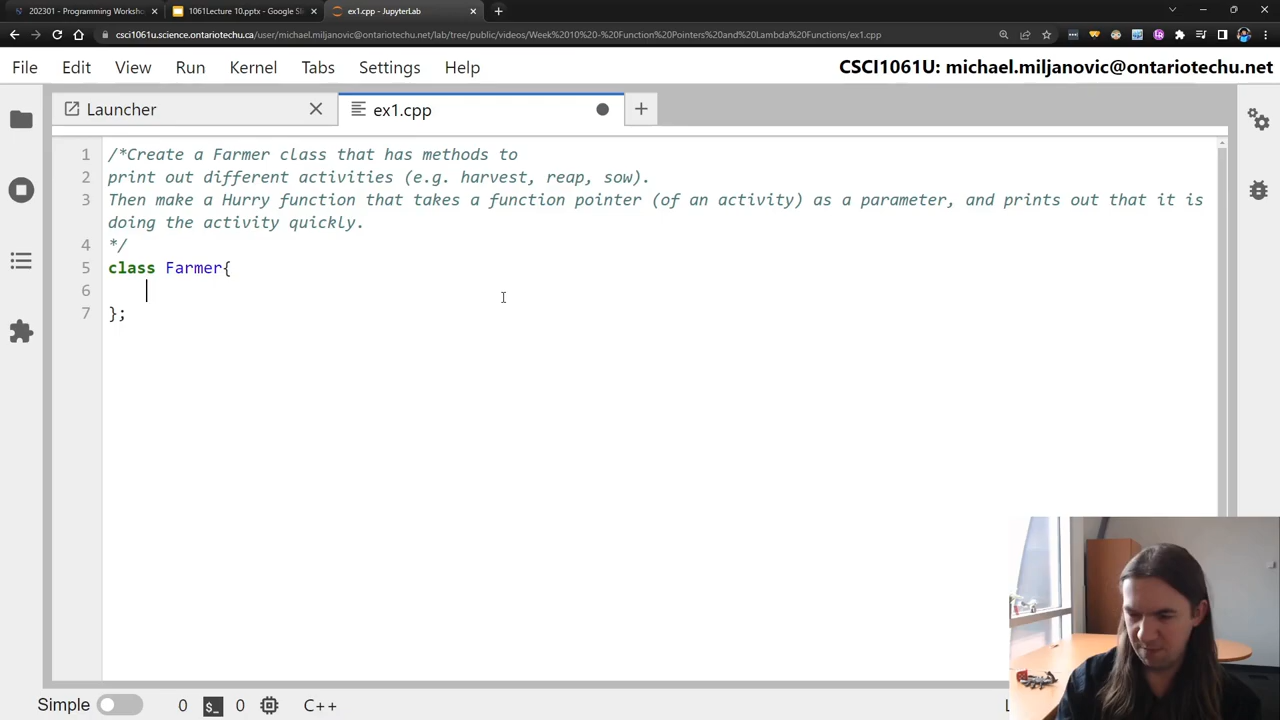 202301 - Programming Worksho
1061Lecture 10.pptx - Google Sli
ex1.cpp - JupyterLab
csci1061u.science.ontariotechu.ca/user/michael.miljanovic@ontariotechu.net/lab/tree/public/videos/Week%2010%20-%20Function%20Pointers%20and%20Lambda%20Functions/ex1.cpp
File Edit View Run Kernel Tabs Settings Help CSCI1061U: michael.miljanovic@ontariotechu.net
Launcher
ex1.cpp
1 /*Create a Farmer class that has methods to
2 print out different activities (e.g. harvest, reap, sow).
3 Then make a Hurry function that takes a function pointer (of an activity) as a parameter, and prints out that it is
doing the activity quickly.
4 */
5 class Farmer{
6
7 };
Simple 0 $_ 0 C++